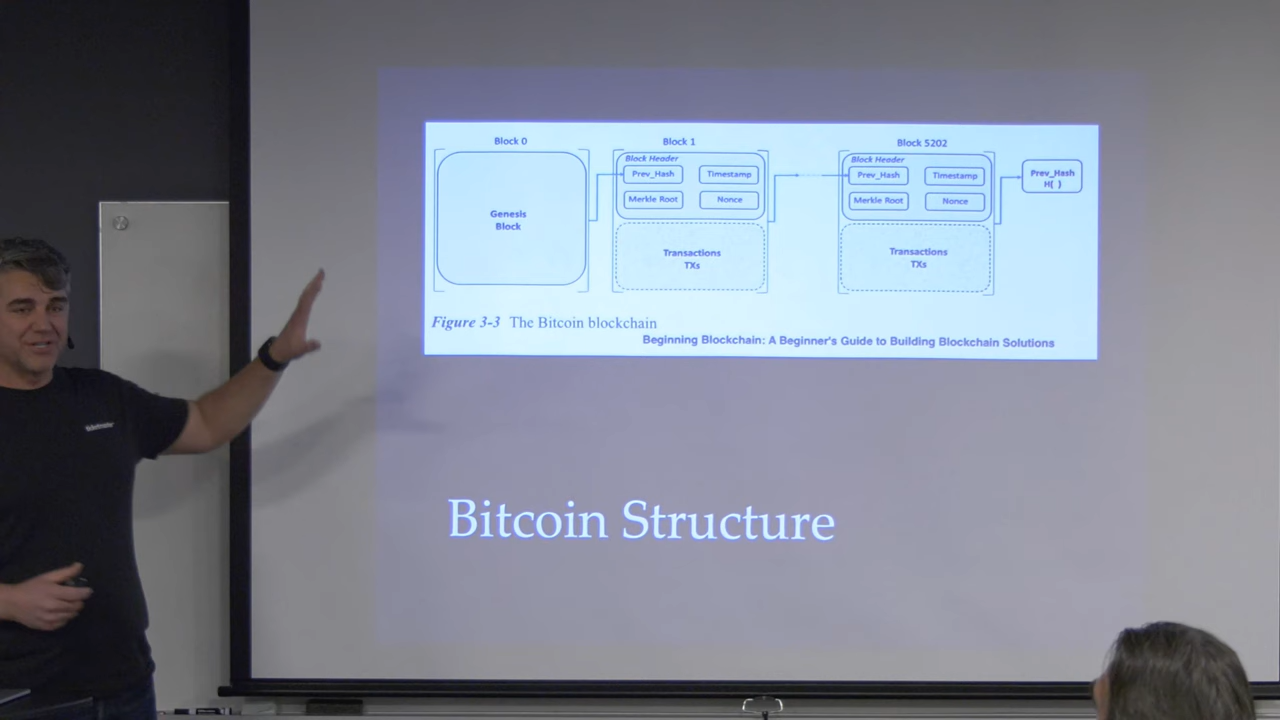 Block 0
Block 1
Block 5202
Block Header
Prev_Hash
Timestamp
Merkle Root
Nonce
Block Header
Prev_Hash
Timestamp
Merkle Root
Nonce
Prev_Hash
H( )
Genesis
Block
Transactions
TXs
Transactions
TXs
Figure 3-3 The Bitcoin blockchain
Beginning Blockchain: A Beginner's Guide to Building Blockchain Solutions
Bitcoin Structure